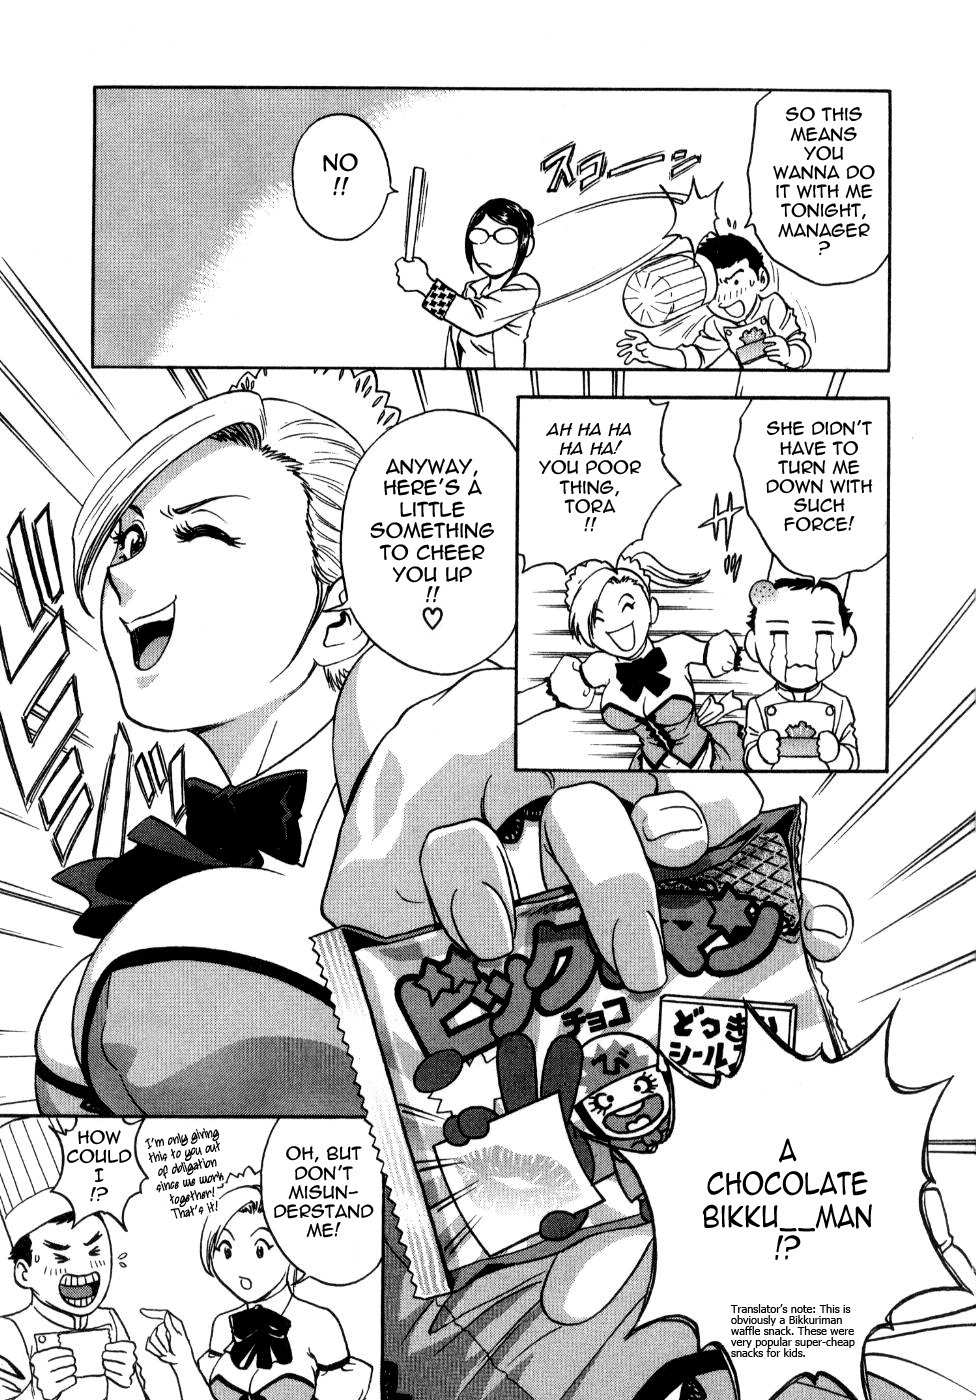 SO THIS
MEANS
YOU
WANNA DO
IT WITH ME
TONIGHT,
MANAGER
?
スコーーン
NO
!!
SHE DIDN'T
HAVE TO
TURN ME
DOWN WITH
SUCH
FORCE!
AH HA HA
HA HA!
YOU POOR
THING,
TORA
!!
ANYWAY,
HERE'S A
LITTLE
SOMETHING
TO CHEER
YOU UP
!!
♡
チョコ
どっき
シール
び
A
CHOCOLATE
BIKKU__MAN
!?
Translator's note: This is
obviously a Bikkuriman
waffle snack. These were
very popular super-cheap
snacks for kids.
OH, BUT
DON'T
MISUN-
DERSTAND
ME!
I'm only giving
this to you out
of obligation
since we work
together!
That's it!
HOW
COULD
I
!?